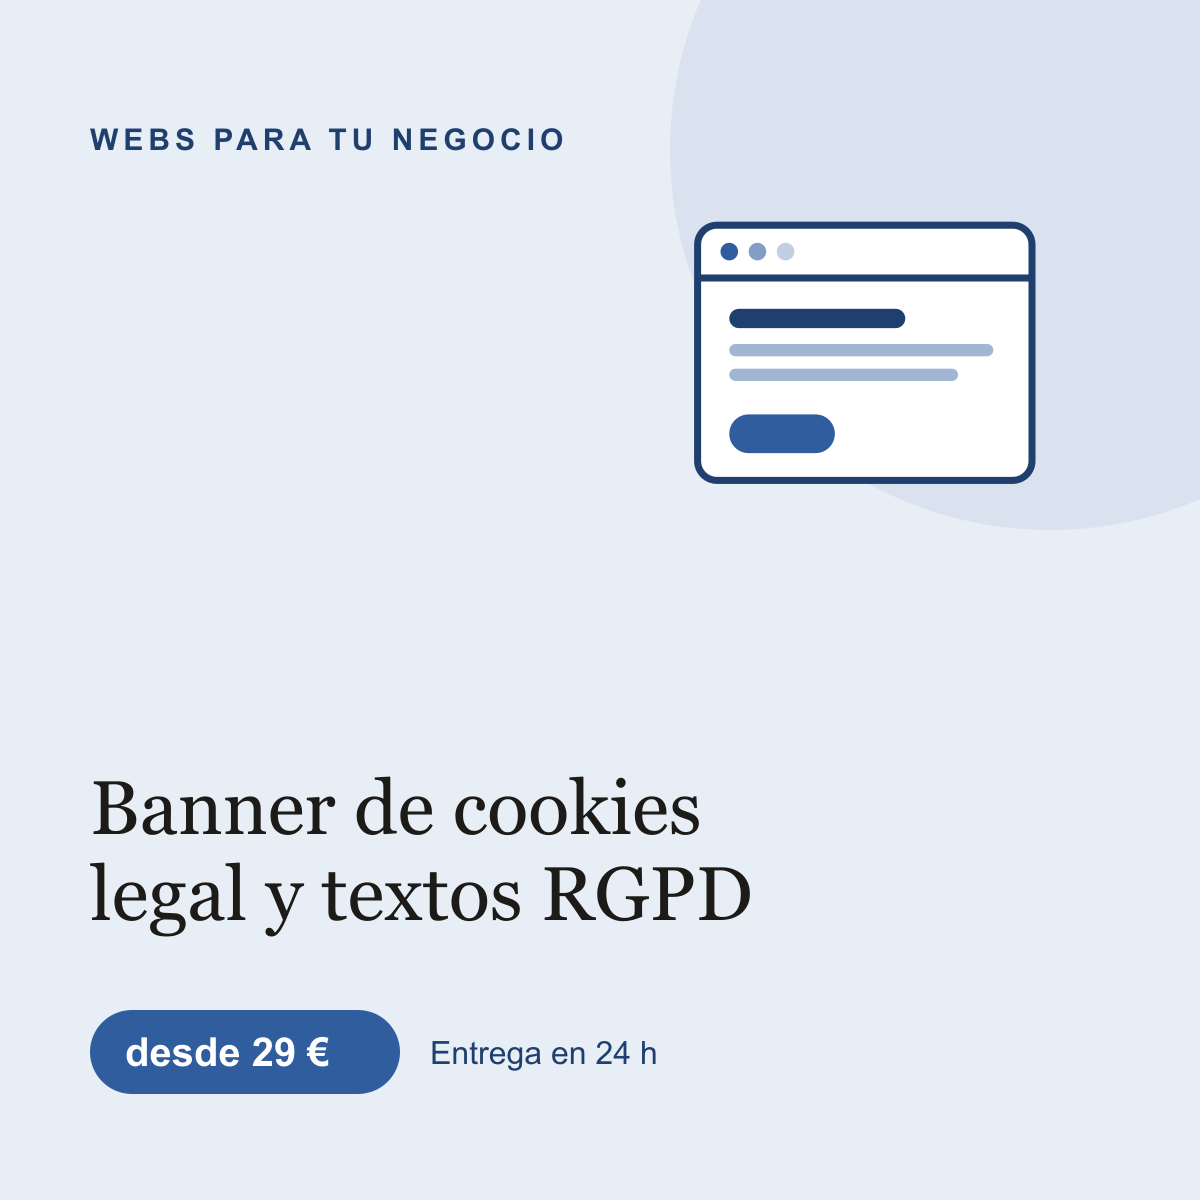 WEBS PARA TU NEGOCIO
Banner de cookies
legal y textos RGPD
desde 29 €
Entrega en 24 h